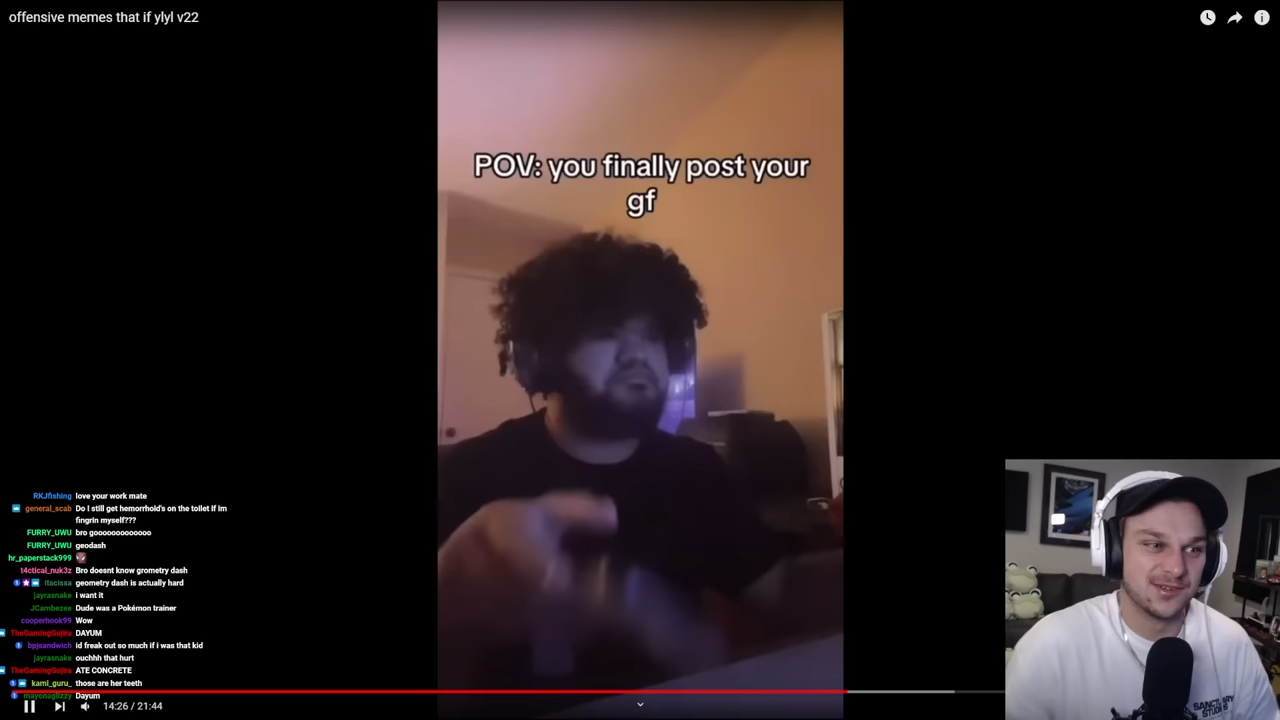 offensive memes that if ylyl v22
POV: you finally post your
gf
RKJfishing love your work mate
general_scab Do I still get hemorrhoid's on the toilet if Im
fingrin myself???
FURRY_UWU bro gooooooooooooo
FURRY_UWU geodash
hr_paperstack999
t4ctical_nuk3z Bro doesnt know grometry dash
itscissa geometry dash is actually hard
jayrasnake i want it
JCambezee Dude was a Pokémon trainer
cooperhook99 Wow
TheGamingGojira DAYUM
bpjsandwich id freak out so much if i was that kid
jayrasnake ouchhh that hurt
TheGamingGojira ATE CONCRETE
kaml_guru_ those are her teeth
mayonaglizzy Dayum
14:26 / 21:44